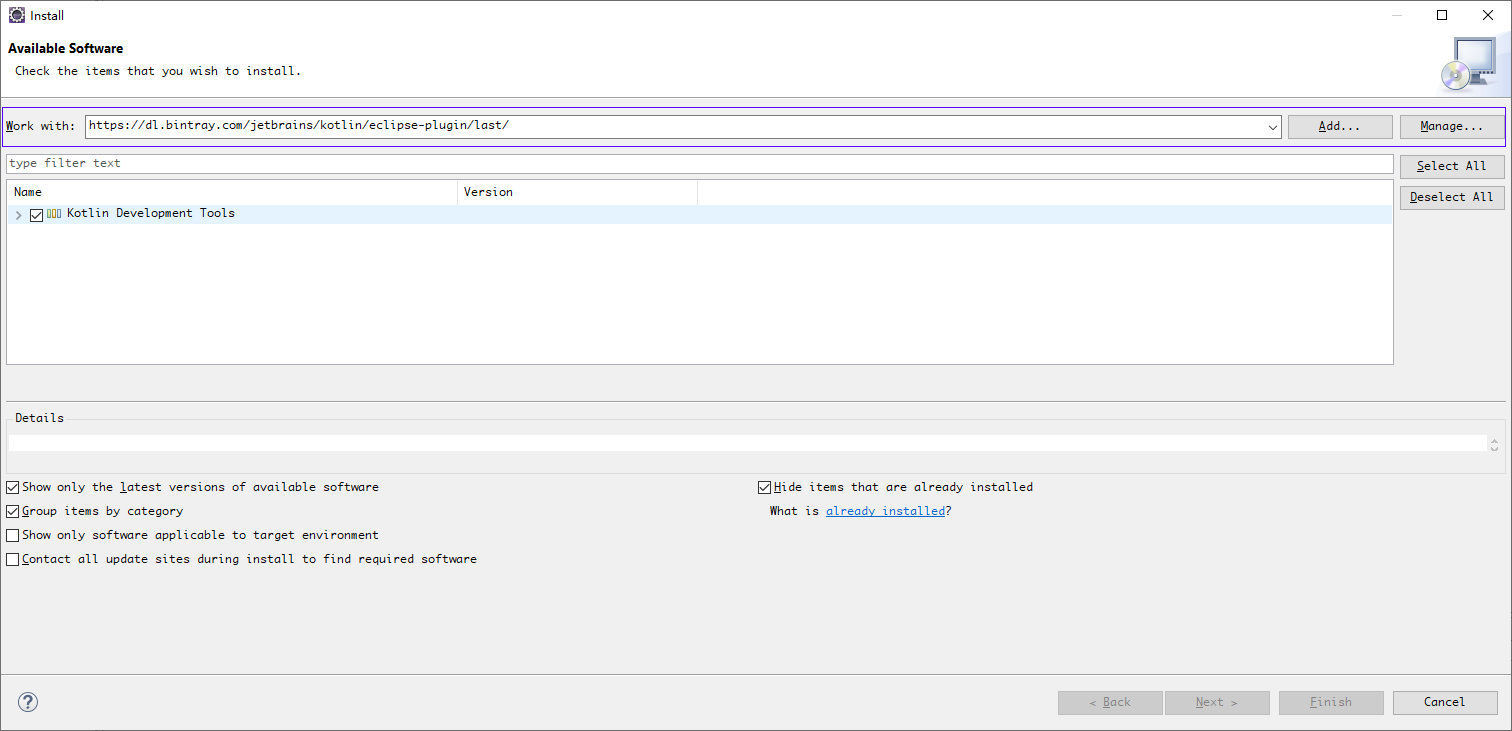 Install
Available Software
Check the items that you wish to install.
Work with: https://dl.bintray.com/jetbrains/kotlin/eclipse-plugin/last/ Add... Manage...
type filter text
Select All
Name Version
Deselect All
Kotlin Development Tools
Details
Show only the latest versions of available software Hide items that are already installed
Group items by category What is already installed?
Show only software applicable to target environment
Contact all update sites during install to find required software
? < Back Next > Finish Cancel